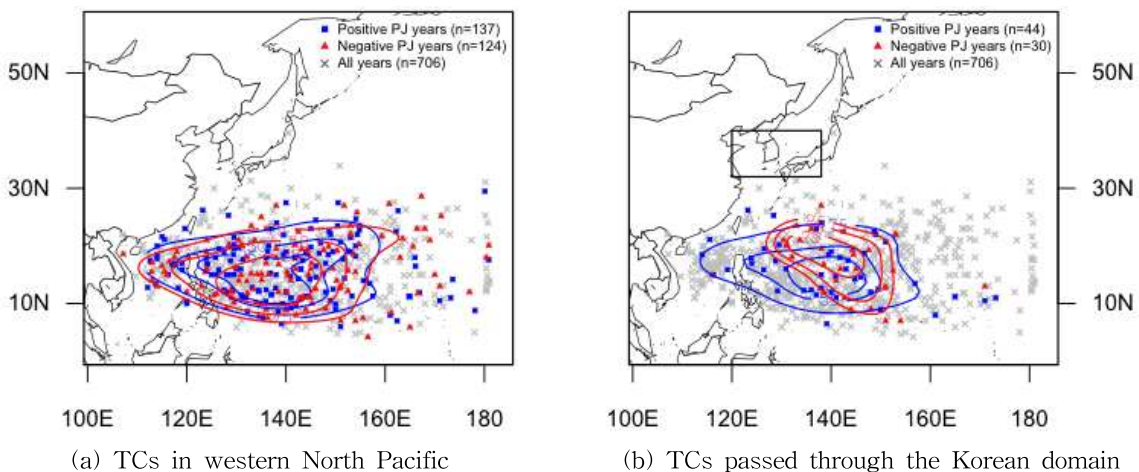 Positive PJ years (n=137)
Negative PJ years (n=124)
All years (n=706)
50N
30N
10N
100E 120E 140E 160E 180
(a) TCs in western North Pacific
Positive PJ years (n=44)
Negative PJ years (n=30)
All years (n=706)
50N
30N
10N
100E 120E 140E 160E 180
(b) TCs passed through the Korean domain